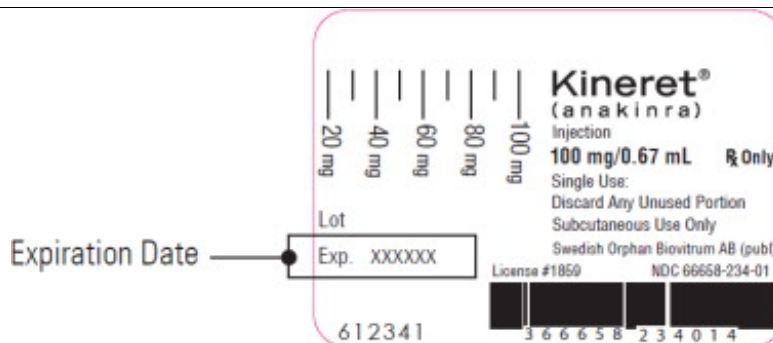 Kineret®
(anakinra)
Injection
100 mg/0.67 mL ℞ Only
Single Use:
Discard Any Unused Portion
Subcutaneous Use Only
Swedish Orphan Biovitrum AB (publ)
License #1859 NDC 66658-234-01
3 66658 23 4014
20 mg
40 mg
60 mg
80 mg
100 mg
Lot
Expiration Date
Exp. XXXXXX
612341